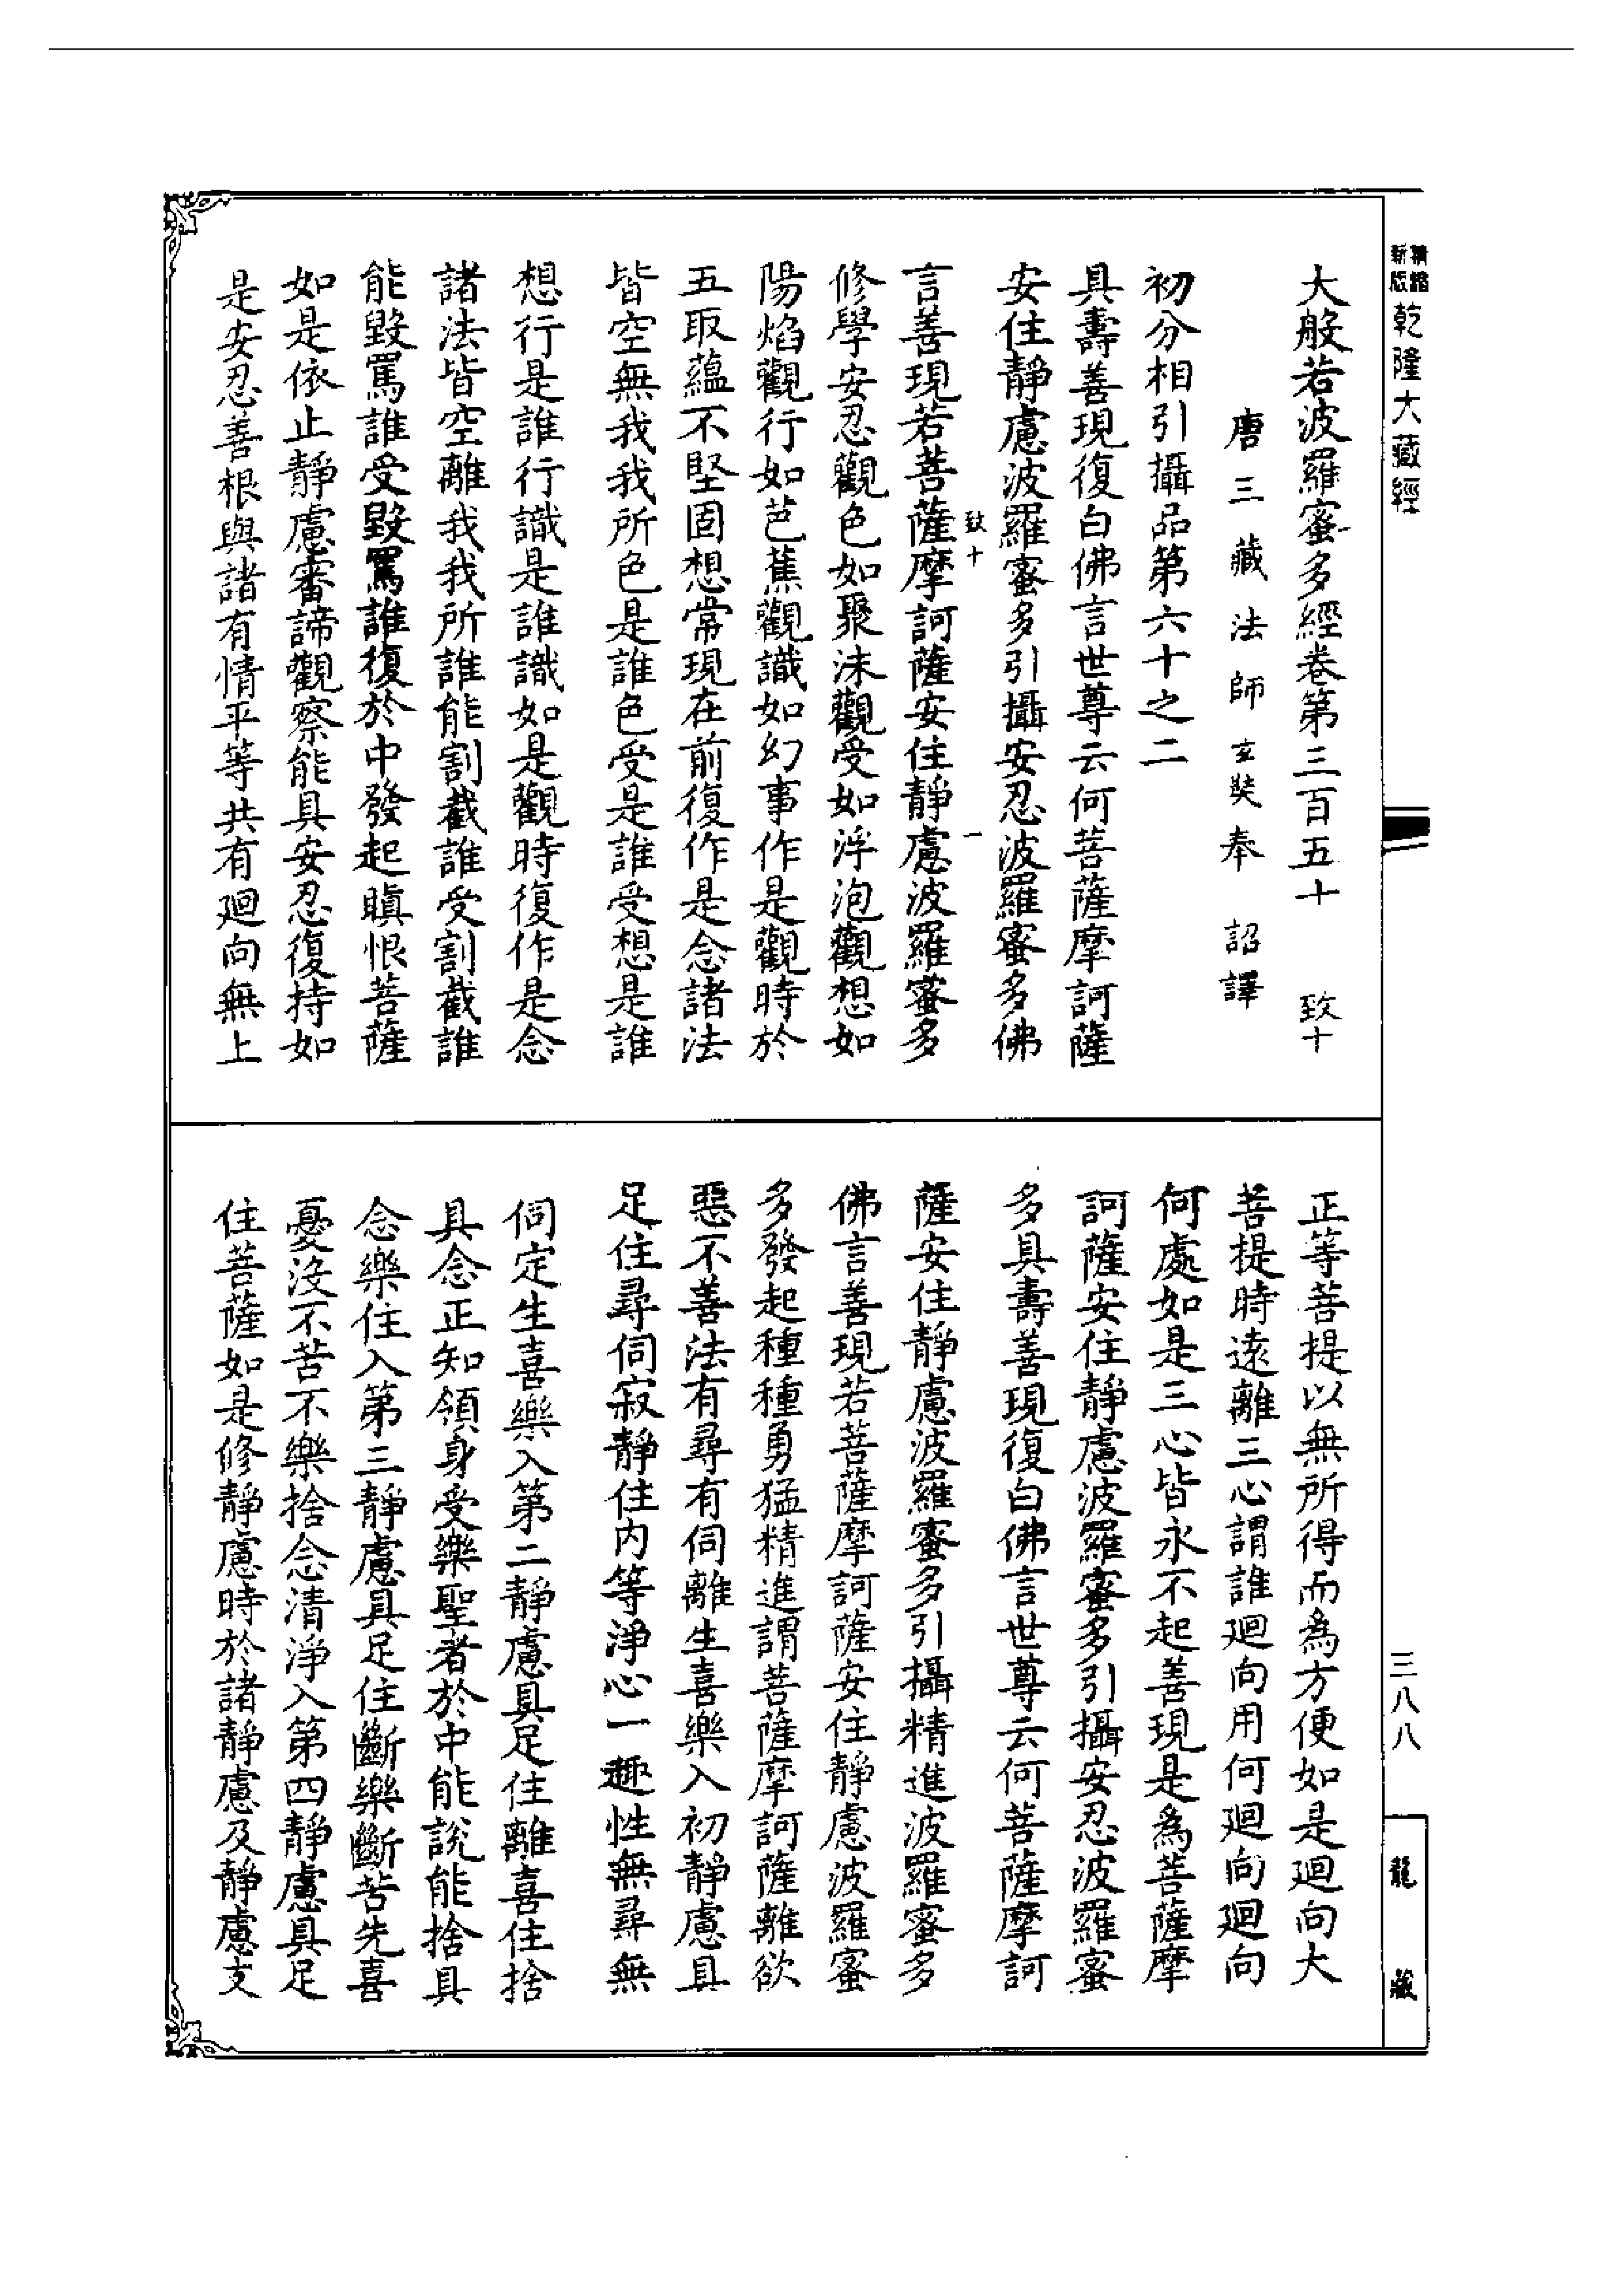 精縮新版乾隆大藏經
大般若波羅蜜多經卷第三百五十 致十
唐三藏法師玄奘奉 詔譯
初分相引攝品第六十之二
具壽善現復白佛言世尊云何菩薩摩訶薩
安住靜慮波羅蜜多引攝安忍波羅蜜多佛
致十 一
言善現若菩薩摩訶薩安住靜慮波羅蜜多
修學安忍觀色如聚沫觀受如浮泡觀想如
陽焰觀行如芭蕉觀識如幻事作是觀時於
五取蘊不堅固想常現在前復作是念諸法
皆空無我我所色是誰色受是誰受想是誰
想行是誰行識是誰識如是觀時復作是念
諸法皆空離我我所誰能割截誰受割截誰
能毀罵誰受毀罵誰復於中發起瞋恨菩薩
如是依止靜慮審諦觀察能具安忍復持如
是安忍善根與諸有情平等共有迴向無上
正等菩提以無所得而為方便如是迴向大
菩提時遠離三心謂誰迴向用何迴向迴向
何處如是三心皆永不起善現是為菩薩摩
訶薩安住靜慮波羅蜜多引攝安忍波羅蜜
多具壽善現復白佛言世尊云何菩薩摩訶
薩安住靜慮波羅蜜多引攝精進波羅蜜多
佛言善現若菩薩摩訶薩安住靜慮波羅蜜
多發起種種勇猛精進謂菩薩摩訶薩離欲
惡不善法有尋有伺離生喜樂入初靜慮具
足住尋伺寂靜住內等淨心一趣性無尋無
伺定生喜樂入第二靜慮具足住離喜住捨
具念正知領身受樂聖者於中能說能捨具
念樂住入第三靜慮具足住斷樂斷苦先喜
憂沒不苦不樂捨念清淨入第四靜慮具足
住菩薩如是修靜慮時於諸靜慮及靜慮支
三八八
龍藏